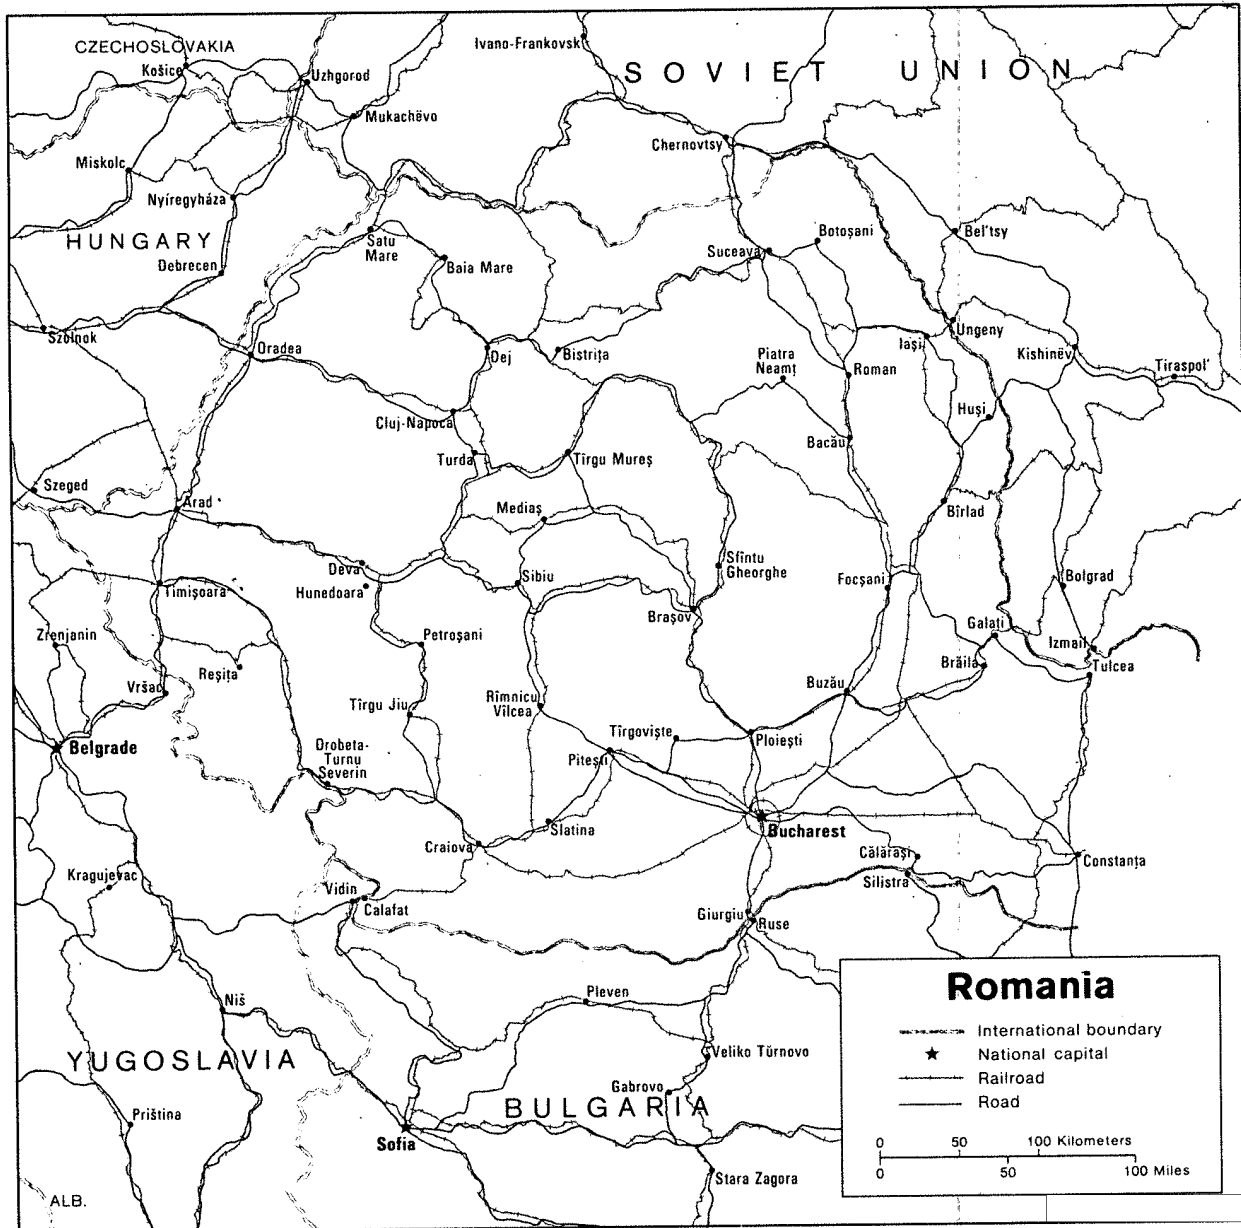 CZECHOSLOVAKIA
Košice
Ivano-Frankovsk
SOVIET UNION
Uzhgorod
Mukachëvo
Chernovtsy
Miskolc
Nyíregyháza
HUNGARY
Satu
Mare
Debrecen
Baia Mare
Suceava
Botoşani
Bel'tsy
Szolnok
Oradea
Dej
Bistriţa
Piatra
Neamţ
Roman
Iaşi
Ungeny
Kishinëv
Tiraspol'
Cluj-Napoca
Turda
Tîrgu Mureş
Bacău
Huşi
Szeged
Arad
Mediaş
Bîrlad
Deva
Hunedoara
Sibiu
Sfîntu
Gheorghe
Focşani
Bolgrad
Timişoara
Braşov
Galaţi
Zrenjanin
Petroşani
Izmail
Tulcea
Reşiţa
Brăila
Vršac
Tîrgu Jiu
Rîmnicu
Vîlcea
Buzău
Belgrade
Drobeta-
Turnu
Severin
Tîrgovişte
Ploieşti
Piteşti
Slatina
Bucharest
Craiova
Călăraşi
Constanţa
Silistra
Kragujevac
Vidin
Calafat
Giurgiu
Ruse
Niš
Pleven
YUGOSLAVIA
Veliko Tŭrnovo
Gabrovo
BULGARIA
Priština
Sofia
Stara Zagora
ALB.
Romania
International boundary
National capital
Railroad
Road
0 50 100 Kilometers
0 50 100 Miles